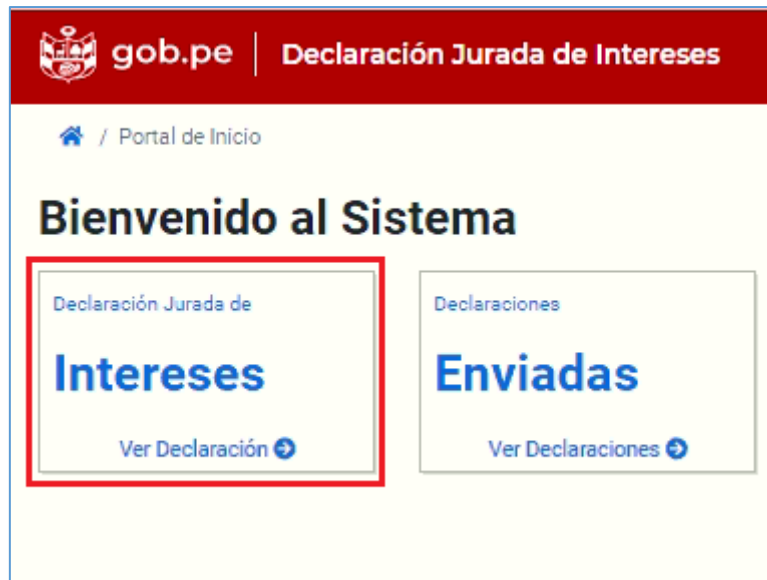 gob.pe | Declaración Jurada de Intereses
/ Portal de Inicio
Bienvenido al Sistema
Declaración Jurada de
Intereses
Ver Declaración
Declaraciones
Enviadas
Ver Declaraciones